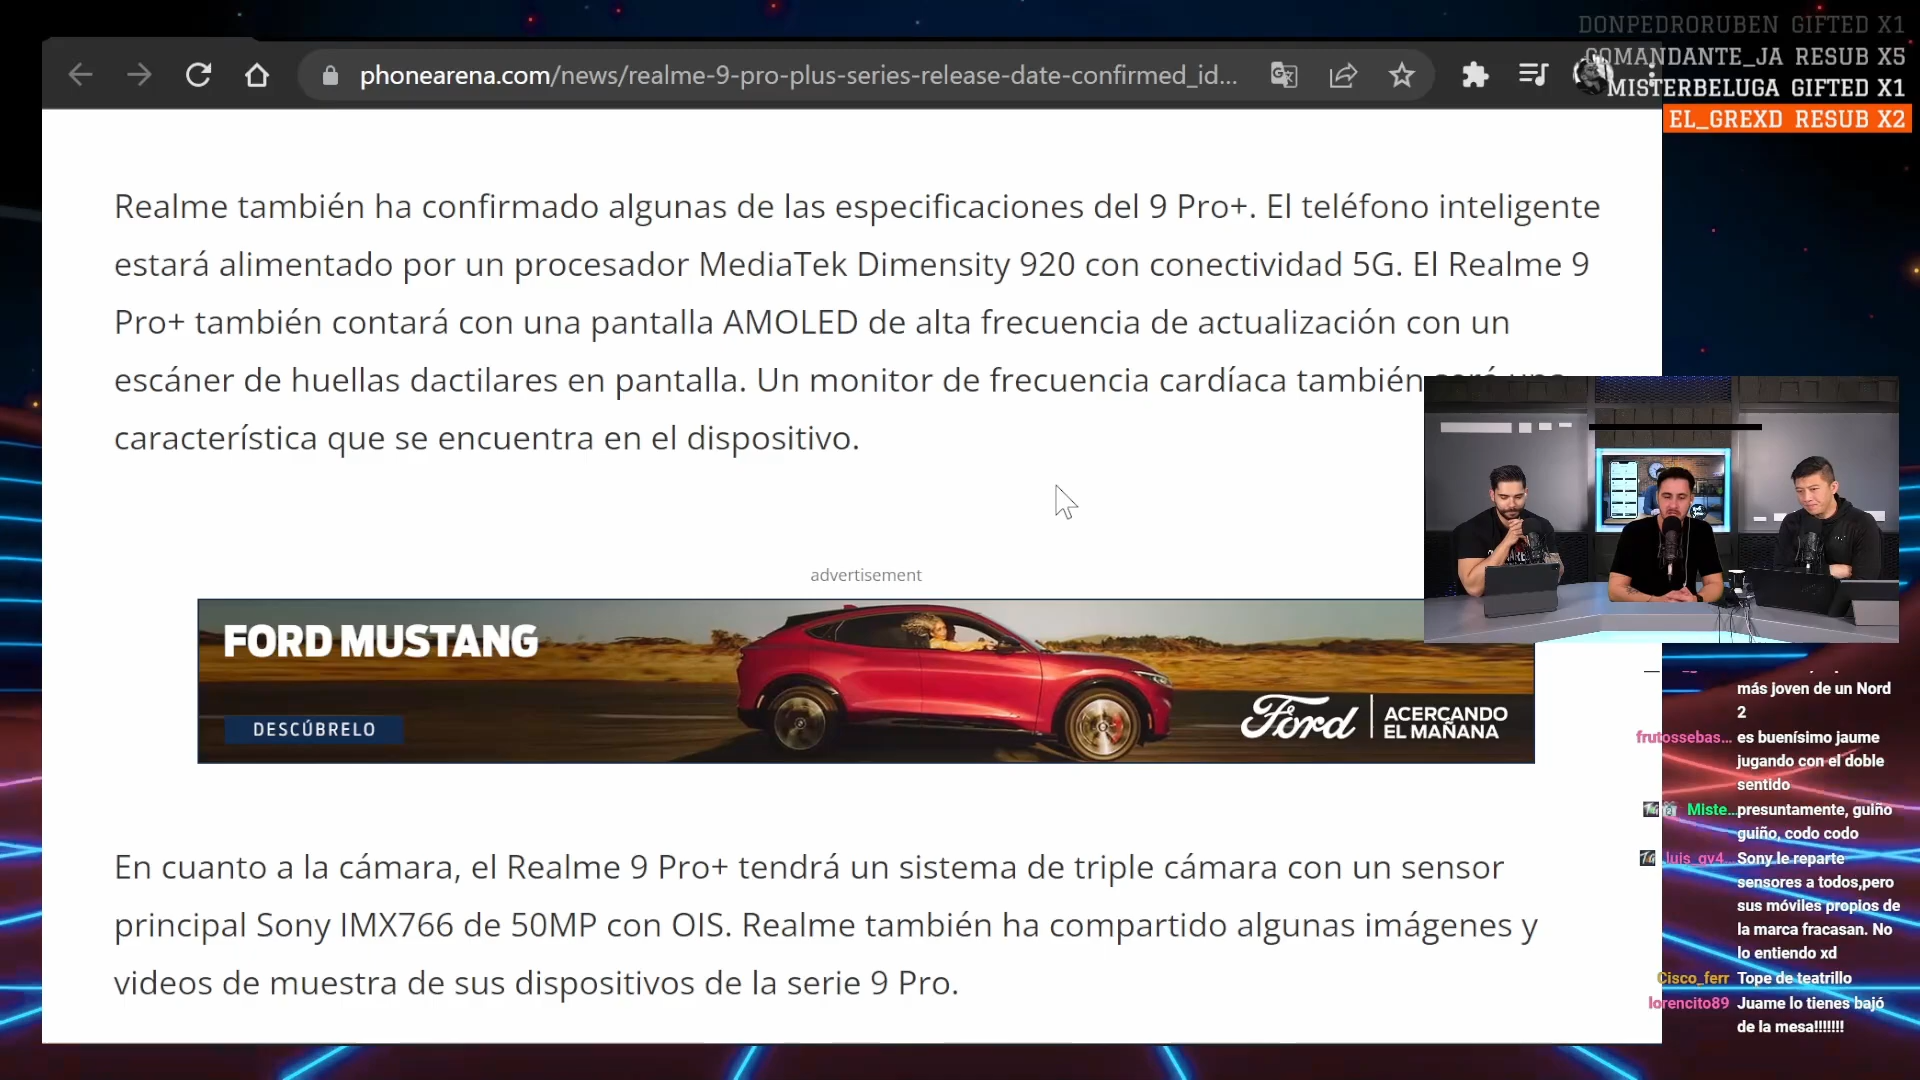 DONPEDRORUBEN GIFTED X1
COMANDANTE_JA RESUB X5
MISTERBELUGA GIFTED X1
EL_GREXD RESUB X2
phonearena.com/news/realme-9-pro-plus-series-release-date-confirmed_id...
Realme también ha confirmado algunas de las especificaciones del 9 Pro+. El teléfono inteligente
estará alimentado por un procesador MediaTek Dimensity 920 con conectividad 5G. El Realme 9
Pro+ también contará con una pantalla AMOLED de alta frecuencia de actualización con un
escáner de huellas dactilares en pantalla. Un monitor de frecuencia cardíaca también
característica que se encuentra en el dispositivo.
advertisement
FORD MUSTANG
DESCÚBRELO
Ford
ACERCANDO
EL MAÑANA
En cuanto a la cámara, el Realme 9 Pro+ tendrá un sistema de triple cámara con un sensor
principal Sony IMX766 de 50MP con OIS. Realme también ha compartido algunas imágenes y
videos de muestra de sus dispositivos de la serie 9 Pro.
más joven de un Nord
2
frutossebas... es buenísimo jaume
jugando con el doble
sentido
Miste... presuntamente, guiño
guiño, codo codo
luis_gv4... Sony le reparte
sensores a todos,pero
sus móviles propios de
la marca fracasan. No
lo entiendo xd
Cisco_ferr Tope de teatrillo
lorencito89 Juame lo tienes bajó
de la mesa!!!!!!!